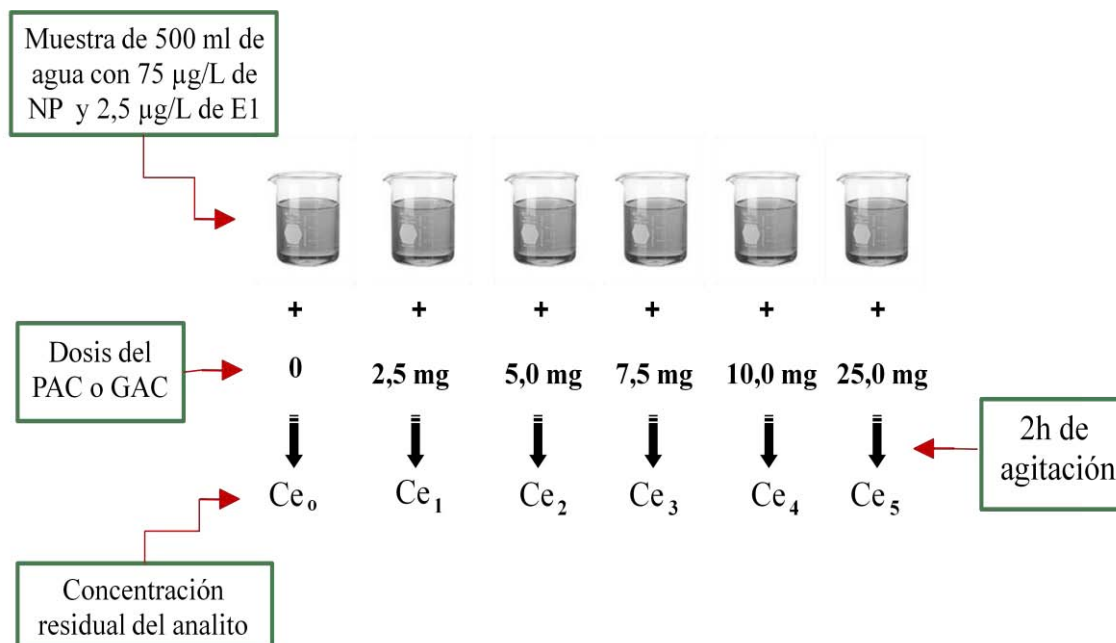 Muestra de 500 ml de
agua con 75 µg/L de
NP y 2,5 µg/L de E1
+ + + + + +
Dosis del
PAC o GAC
0 2,5 mg 5,0 mg 7,5 mg 10,0 mg 25,0 mg
2h de
agitación
Ceo Ce1 Ce2 Ce3 Ce4 Ce5
Concentración
residual del analito